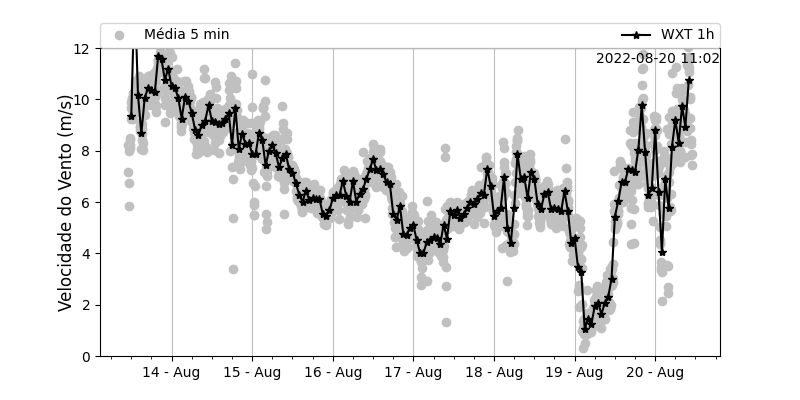 Média 5 min
WXT 1h
2022-08-20 11:02
12
10
8
6
4
2
0
Velocidade do Vento (m/s)
14 - Aug
15 - Aug
16 - Aug
17 - Aug
18 - Aug
19 - Aug
20 - Aug